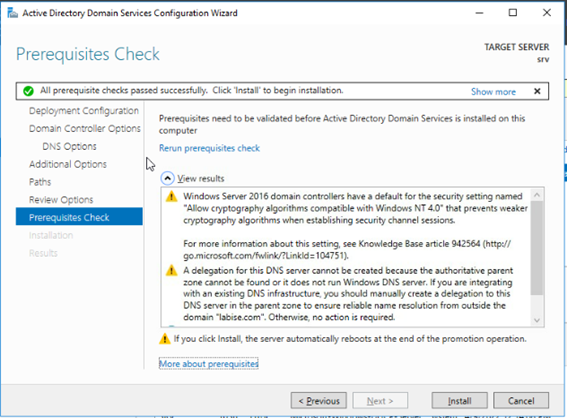 Active Directory Domain Services Configuration Wizard
Prerequisites Check
TARGET SERVER
srv
All prerequisite checks passed successfully. Click 'Install' to begin installation.
Show more
Deployment Configuration
Domain Controller Options
DNS Options
Additional Options
Paths
Review Options
Prerequisites Check
Installation
Results
Prerequisites need to be validated before Active Directory Domain Services is installed on this
computer
Rerun prerequisites check
View results
Windows Server 2016 domain controllers have a default for the security setting named
"Allow cryptography algorithms compatible with Windows NT 4.0" that prevents weaker
cryptography algorithms when establishing security channel sessions.
For more information about this setting, see Knowledge Base article 942564 (http://
go.microsoft.com/fwlink/?LinkId=104751).
A delegation for this DNS server cannot be created because the authoritative parent
zone cannot be found or it does not run Windows DNS server. If you are integrating
with an existing DNS infrastructure, you should manually create a delegation to this
DNS server in the parent zone to ensure reliable name resolution from outside the
domain "labise.com". Otherwise, no action is required.
If you click Install, the server automatically reboots at the end of the promotion operation.
More about prerequisites
< Previous
Next >
Install
Cancel